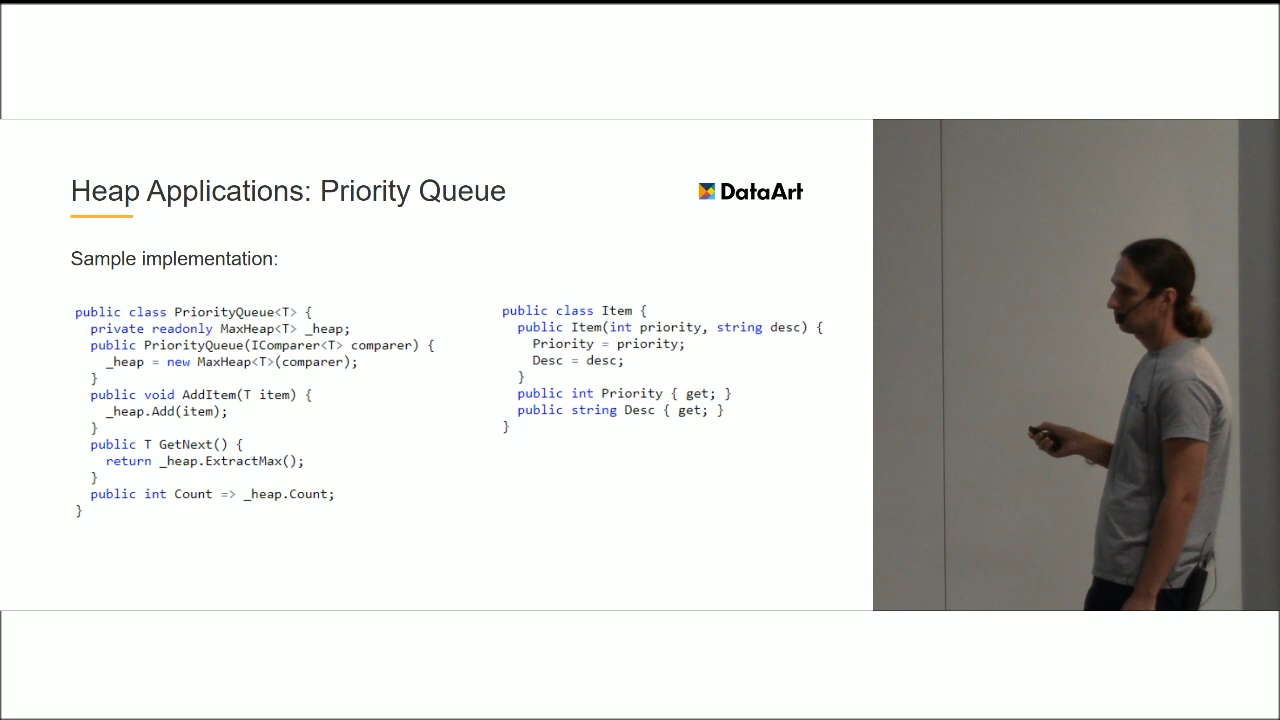 Heap Applications: Priority Queue
DataArt
Sample implementation:
public class PriorityQueue<T> {
private readonly MaxHeap<T> _heap;
public PriorityQueue(IComparer<T> comparer) {
_heap = new MaxHeap<T>(comparer);
}
public void AddItem(T item) {
_heap.Add(item);
}
public T GetNext() {
return _heap.ExtractMax();
}
public int Count => _heap.Count;
}
public class Item {
public Item(int priority, string desc) {
Priority = priority;
Desc = desc;
}
public int Priority { get; }
public string Desc { get; }
}